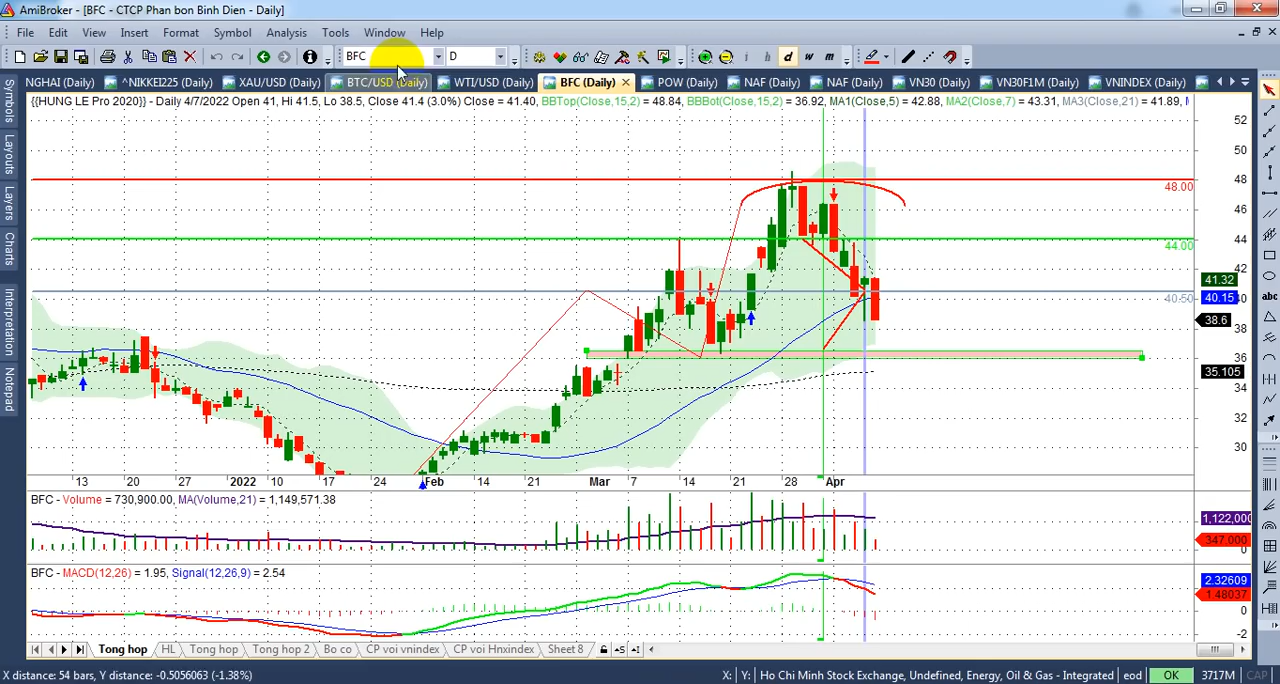 AmiBroker - [BFC - CTCP Phan bon Binh Dien - Daily]
File Edit View Insert Format Symbol Analysis Tools Window Help
BFC D i h d w m
NGHAI (Daily) ^NIKKEI225 (Daily) XAU/USD (Daily) BTC/USD (Daily) WTI/USD (Daily) BFC (Daily) POW (Daily) NAF (Daily) NAF (Daily) VN30 (Daily) VN30F1M (Daily) VNINDEX (Daily)
{{HUNG LE Pro 2020}} - Daily 4/7/2022 Open 41, Hi 41.5, Lo 38.5, Close 41.4 (3.0%) Close = 41.40, BBTop(Close,15,2) = 48.84, BBBot(Close,15,2) = 36.92, MA1(Close,5) = 42.88, MA2(Close,7) = 43.31, MA3(Close,21) = 41.89,
Symbols
Layouts
Layers
Charts
Interpretation
Notepad
52
50
48
48.00
46
44
44.00
42
41.32
40.15
40
40.50
38.6
38
36
35.105
34
32
30
13 20 27 2022 10 17 24 Feb 14 21 Mar 7 14 21 28 Apr
BFC - Volume = 730,900.00, MA(Volume,21) = 1,149,571.38
1,122,000
347,000
0
BFC - MACD(12,26) = 1.95, Signal(12,26,9) = 2.54
2.32609
1.48037
0
-2
Tong hop HL Tong hop Tong hop 2 Bo co CP voi vnindex CP voi Hnxindex Sheet 8
X distance: 54 bars, Y distance: -0.5056063 (-1.38%) X: Y: Ho Chi Minh Stock Exchange, Undefined, Energy, Oil & Gas - Integrated eod OK 3717M CAP
abc